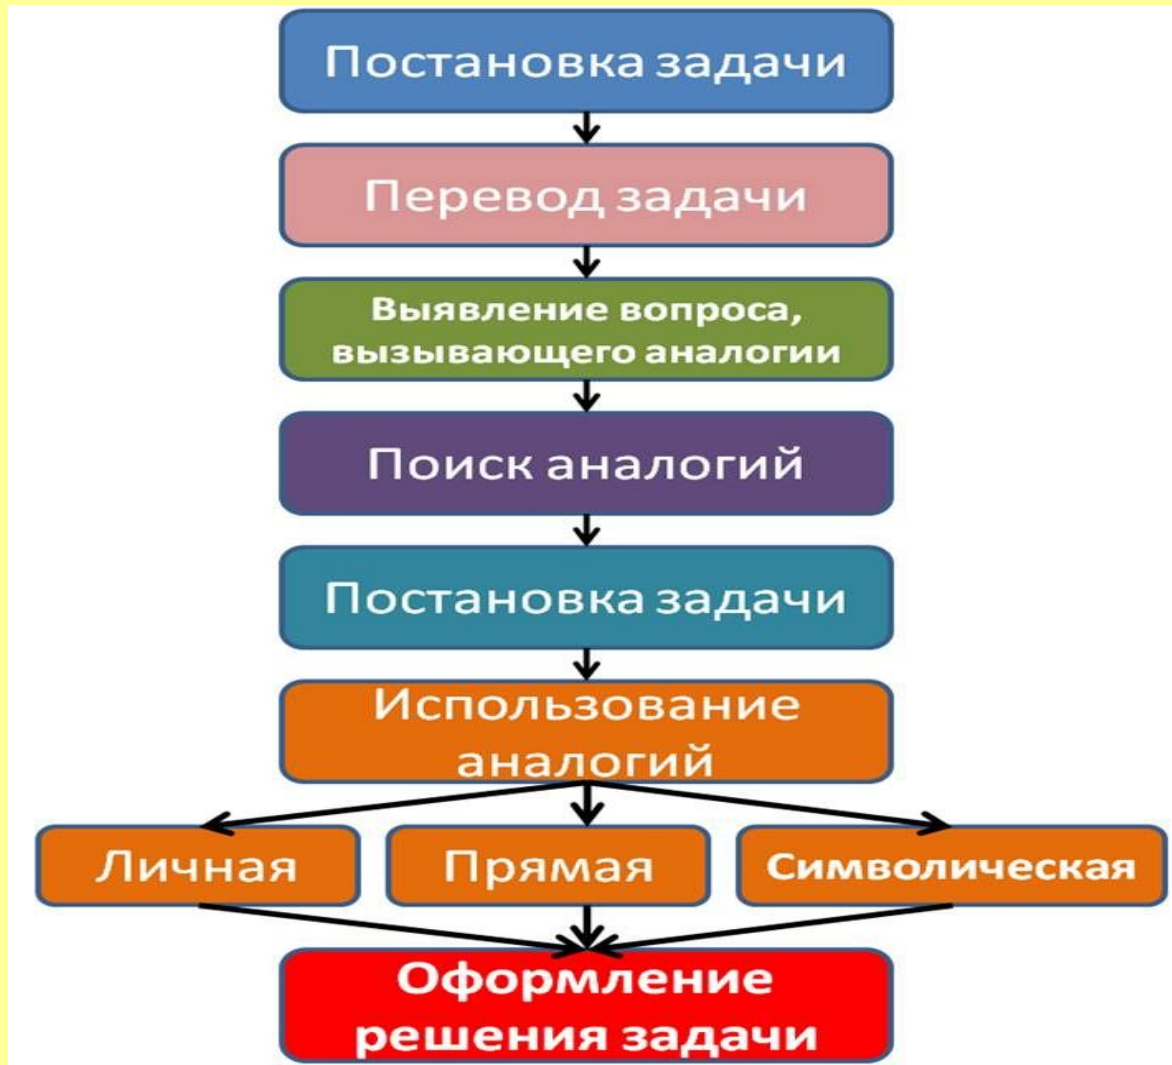 Постановка задачи
Перевод задачи
Выявление вопроса,
вызывающего аналогии
Поиск аналогий
Постановка задачи
Использование
аналогий
Личная
Прямая
Символическая
Оформление
решения задачи